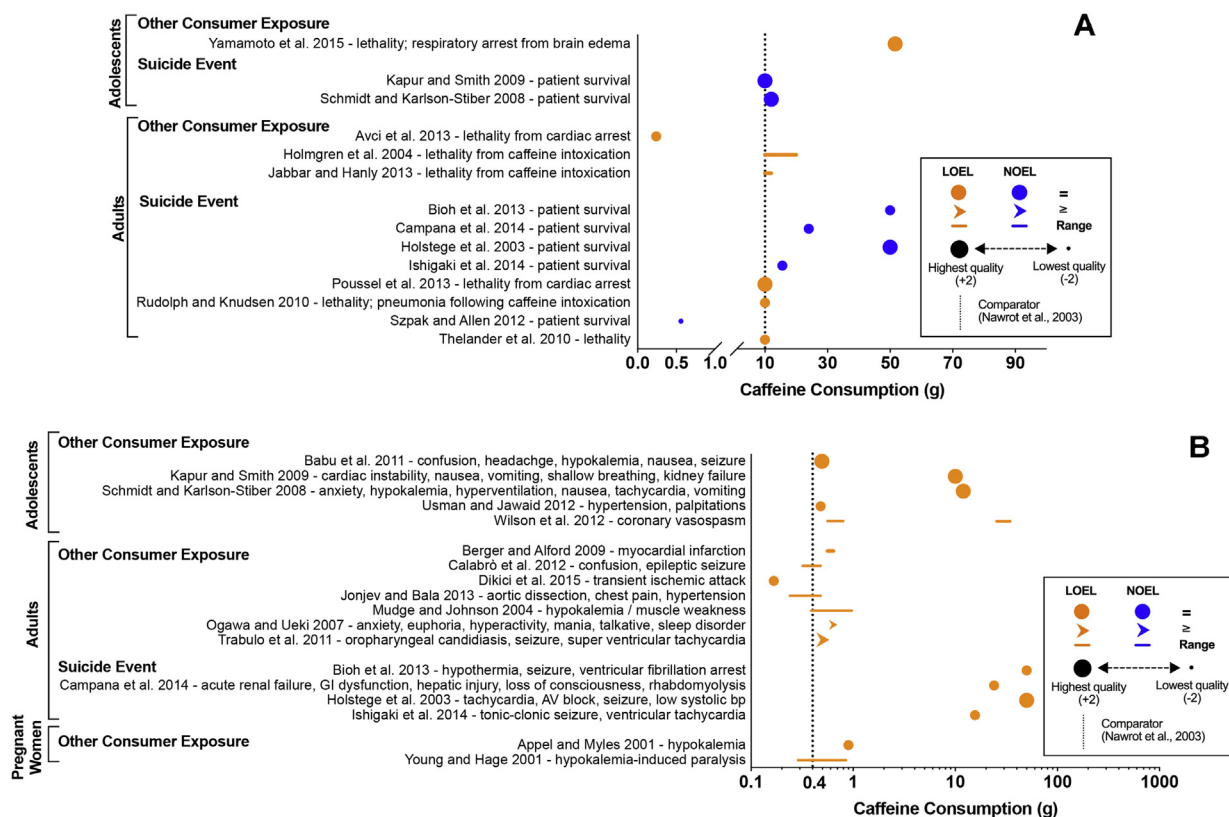 A
Adolescents
Other Consumer Exposure
Yamamoto et al. 2015 - lethality; respiratory arrest from brain edema
Suicide Event
Kapur and Smith 2009 - patient survival
Schmidt and Karlson-Stiber 2008 - patient survival
Adults
Other Consumer Exposure
Avci et al. 2013 - lethality from cardiac arrest
Holmgren et al. 2004 - lethality from caffeine intoxication
Jabbar and Hanly 2013 - lethality from caffeine intoxication
Suicide Event
Bioh et al. 2013 - patient survival
Campana et al. 2014 - patient survival
Holstege et al. 2003 - patient survival
Ishigaki et al. 2014 - patient survival
Poussel et al. 2013 - lethality from cardiac arrest
Rudolph and Knudsen 2010 - lethality; pneumonia following caffeine intoxication
Szpak and Allen 2012 - patient survival
Thelander et al. 2010 - lethality
0.0 0.5 1.0 10 30 50 70 90
Caffeine Consumption (g)
LOEL NOEL
=
≥
Range
Highest quality Lowest quality
(+2) (-2)
Comparator
(Nawrot et al., 2003)
B
Adolescents
Other Consumer Exposure
Babu et al. 2011 - confusion, headachge, hypokalemia, nausea, seizure
Kapur and Smith 2009 - cardiac instability, nausea, vomiting, shallow breathing, kidney failure
Schmidt and Karlson-Stiber 2008 - anxiety, hypokalemia, hyperventilation, nausea, tachycardia, vomiting
Usman and Jawaid 2012 - hypertension, palpitations
Wilson et al. 2012 - coronary vasospasm
Adults
Other Consumer Exposure
Berger and Alford 2009 - myocardial infarction
Calabrò et al. 2012 - confusion, epileptic seizure
Dikici et al. 2015 - transient ischemic attack
Jonjev and Bala 2013 - aortic dissection, chest pain, hypertension
Mudge and Johnson 2004 - hypokalemia / muscle weakness
Ogawa and Ueki 2007 - anxiety, euphoria, hyperactivity, mania, talkative, sleep disorder
Trabulo et al. 2011 - oropharyngeal candidiasis, seizure, super ventricular tachycardia
Suicide Event
Bioh et al. 2013 - hypothermia, seizure, ventricular fibrillation arrest
Campana et al. 2014 - acute renal failure, GI dysfunction, hepatic injury, loss of consciousness, rhabdomyolysis
Holstege et al. 2003 - tachycardia, AV block, seizure, low systolic bp
Ishigaki et al. 2014 - tonic-clonic seizure, ventricular tachycardia
Pregnant
Women
Other Consumer Exposure
Appel and Myles 2001 - hypokalemia
Young and Hage 2001 - hypokalemia-induced paralysis
0.1 0.4 1 10 100 1000
Caffeine Consumption (g)
LOEL NOEL
=
≥
Range
Highest quality Lowest quality
(+2) (-2)
Comparator
(Nawrot et al., 2003)